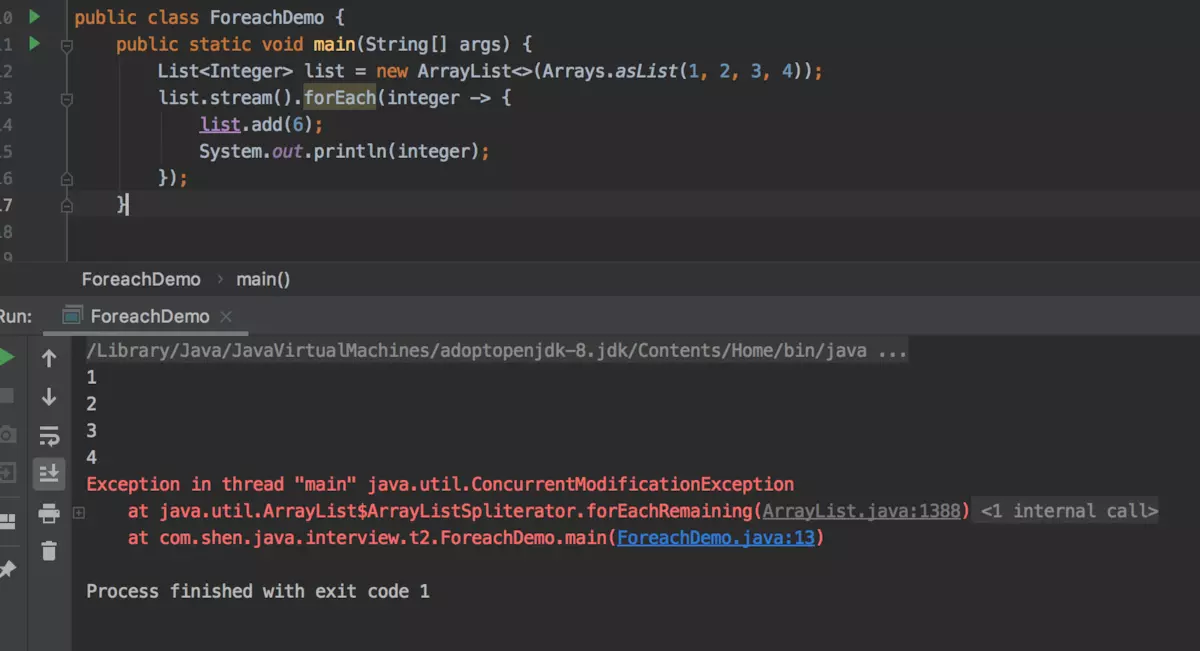 0 public class ForeachDemo {
1 public static void main(String[] args) {
2 List<Integer> list = new ArrayList<>(Arrays.asList(1, 2, 3, 4));
3 list.stream().forEach(integer -> {
4 list.add(6);
5 System.out.println(integer);
6 });
7 }
8
9
ForeachDemo › main()
Run: ForeachDemo ×
/Library/Java/JavaVirtualMachines/adoptopenjdk-8.jdk/Contents/Home/bin/java ...
1
2
3
4
Exception in thread "main" java.util.ConcurrentModificationException
at java.util.ArrayList$ArrayListSpliterator.forEachRemaining(ArrayList.java:1388) <1 internal call>
at com.shen.java.interview.t2.ForeachDemo.main(ForeachDemo.java:13)
Process finished with exit code 1